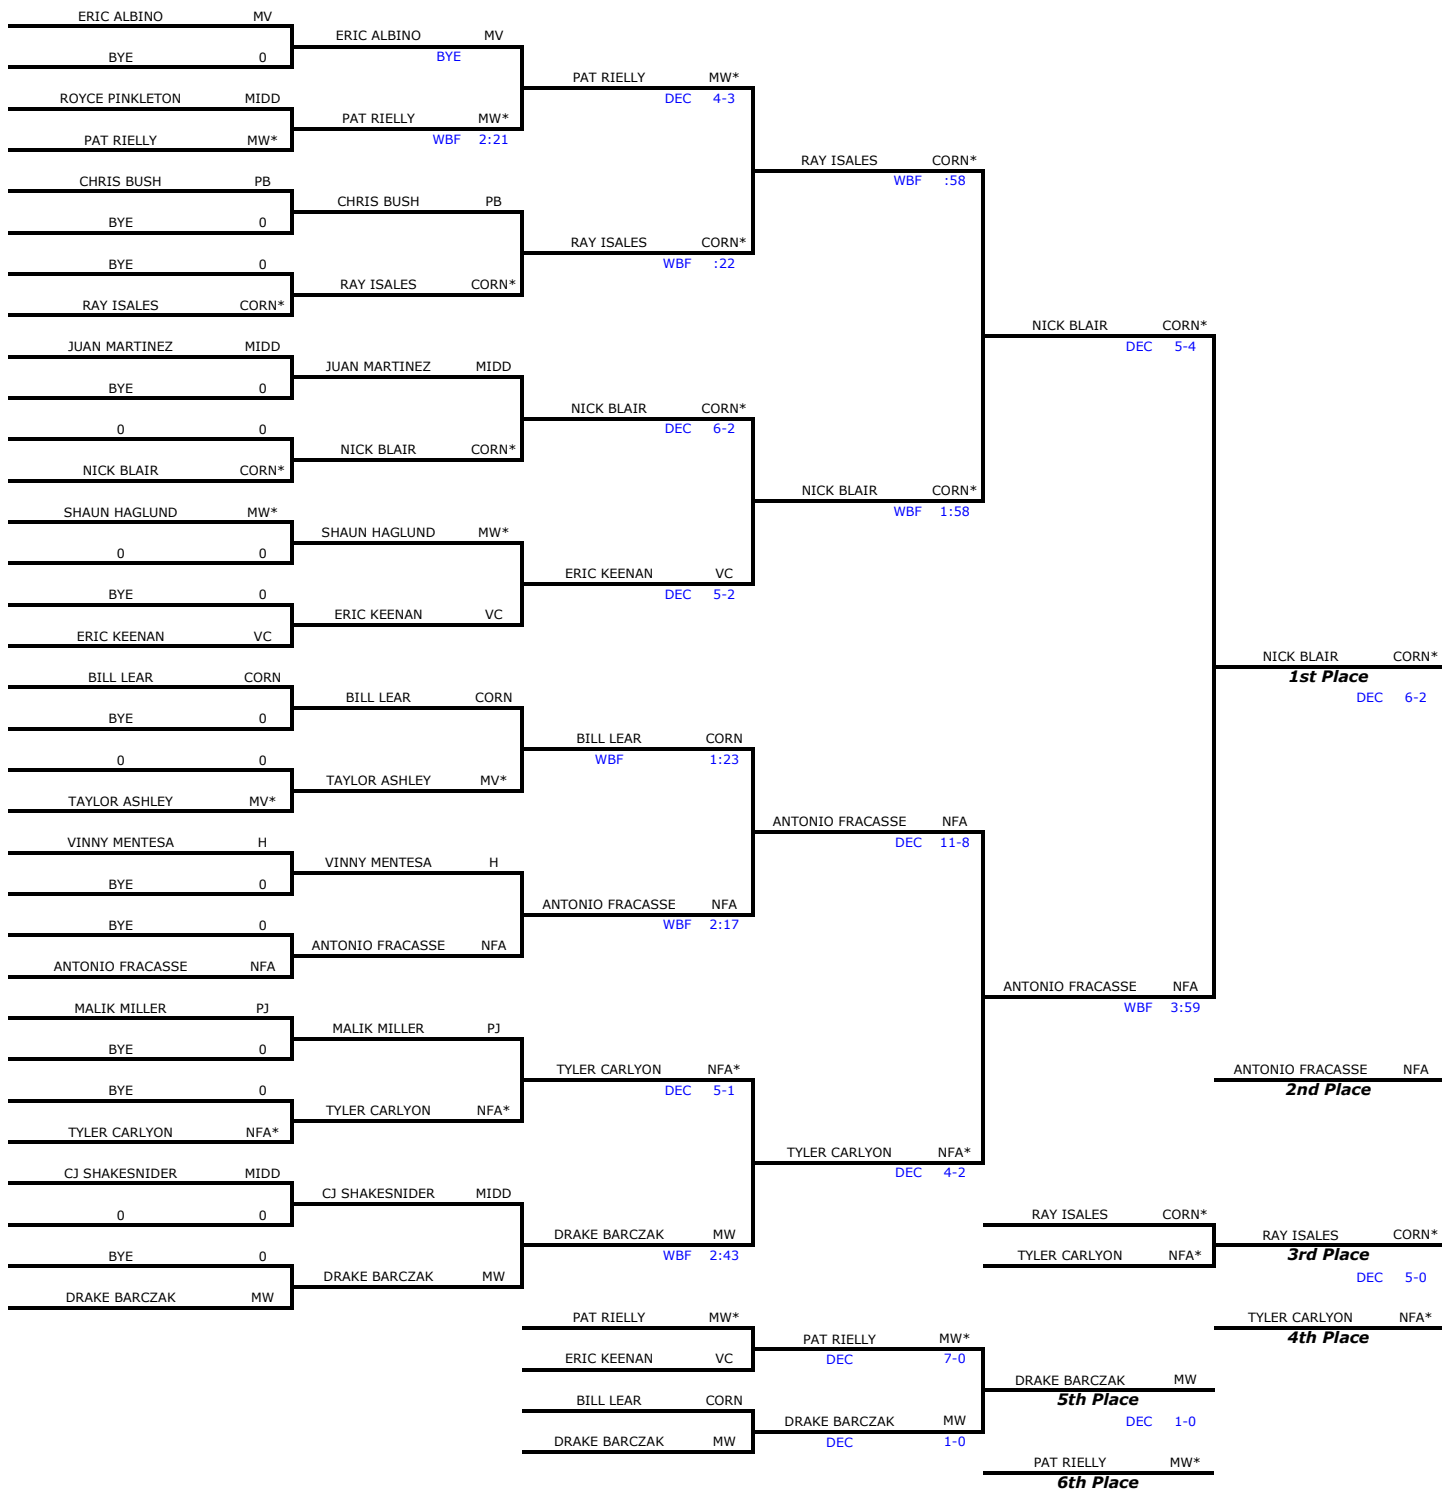 ERIC ALBINO MV
ERIC ALBINO MV
BYE 0
BYE
PAT RIELLY MW*
DEC 4-3
ROYCE PINKLETON MIDD
PAT RIELLY MW*
PAT RIELLY MW*
WBF 2:21
RAY ISALES CORN*
WBF :58
CHRIS BUSH PB
CHRIS BUSH PB
BYE 0
RAY ISALES CORN*
WBF :22
BYE 0
RAY ISALES CORN*
RAY ISALES CORN*
NICK BLAIR CORN*
DEC 5-4
JUAN MARTINEZ MIDD
JUAN MARTINEZ MIDD
BYE 0
NICK BLAIR CORN*
DEC 6-2
0 0
NICK BLAIR CORN*
NICK BLAIR CORN*
NICK BLAIR CORN*
WBF 1:58
SHAUN HAGLUND MW*
SHAUN HAGLUND MW*
0 0
ERIC KEENAN VC
DEC 5-2
BYE 0
ERIC KEENAN VC
ERIC KEENAN VC
NICK BLAIR CORN*
1st Place
DEC 6-2
BILL LEAR CORN
BILL LEAR CORN
BYE 0
BILL LEAR CORN
WBF 1:23
0 0
TAYLOR ASHLEY MV*
TAYLOR ASHLEY MV*
ANTONIO FRACASSE NFA
DEC 11-8
VINNY MENTESA H
VINNY MENTESA H
BYE 0
ANTONIO FRACASSE NFA
WBF 2:17
BYE 0
ANTONIO FRACASSE NFA
ANTONIO FRACASSE NFA
ANTONIO FRACASSE NFA
WBF 3:59
MALIK MILLER PJ
MALIK MILLER PJ
BYE 0
TYLER CARLYON NFA*
DEC 5-1
ANTONIO FRACASSE NFA
2nd Place
BYE 0
TYLER CARLYON NFA*
TYLER CARLYON NFA*
TYLER CARLYON NFA*
DEC 4-2
CJ SHAKESNIDER MIDD
CJ SHAKESNIDER MIDD
0 0
RAY ISALES CORN*
DRAKE BARCZAK MW
WBF 2:43
RAY ISALES CORN*
3rd Place
DEC 5-0
BYE 0
TYLER CARLYON NFA*
DRAKE BARCZAK MW
DRAKE BARCZAK MW
PAT RIELLY MW*
TYLER CARLYON NFA*
4th Place
PAT RIELLY MW*
DEC 7-0
ERIC KEENAN VC
DRAKE BARCZAK MW
5th Place
DEC 1-0
BILL LEAR CORN
DRAKE BARCZAK MW
DEC 1-0
DRAKE BARCZAK MW
PAT RIELLY MW*
6th Place